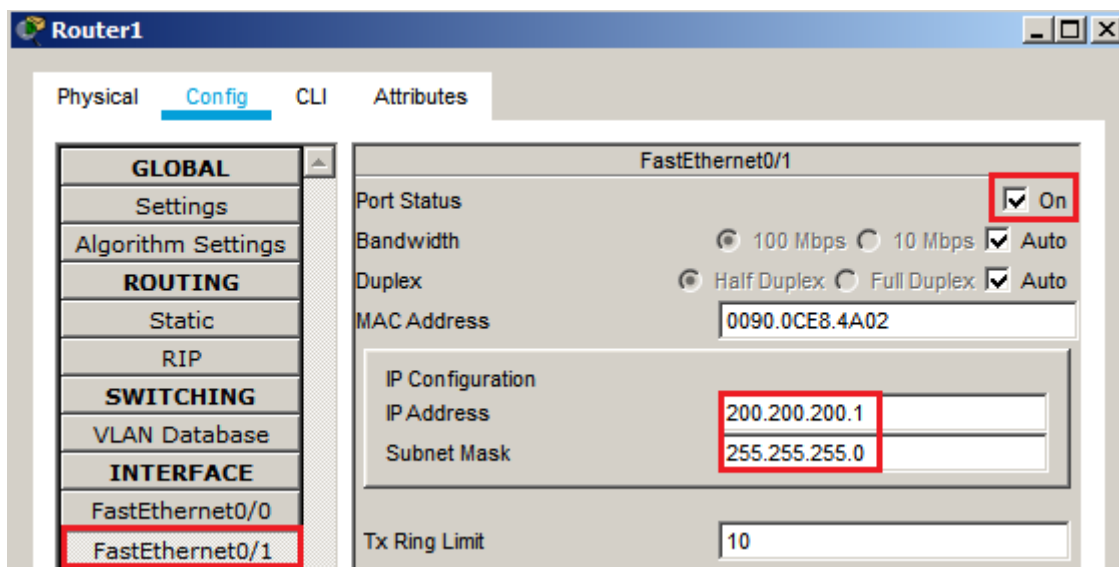 Router1
Physical Config CLI Attributes
GLOBAL
Settings
Algorithm Settings
ROUTING
Static
RIP
SWITCHING
VLAN Database
INTERFACE
FastEthernet0/0
FastEthernet0/1
FastEthernet0/1
Port Status On
Bandwidth 100 Mbps 10 Mbps Auto
Duplex Half Duplex Full Duplex Auto
MAC Address 0090.0CE8.4A02
IP Configuration
IP Address 200.200.200.1
Subnet Mask 255.255.255.0
Tx Ring Limit 10